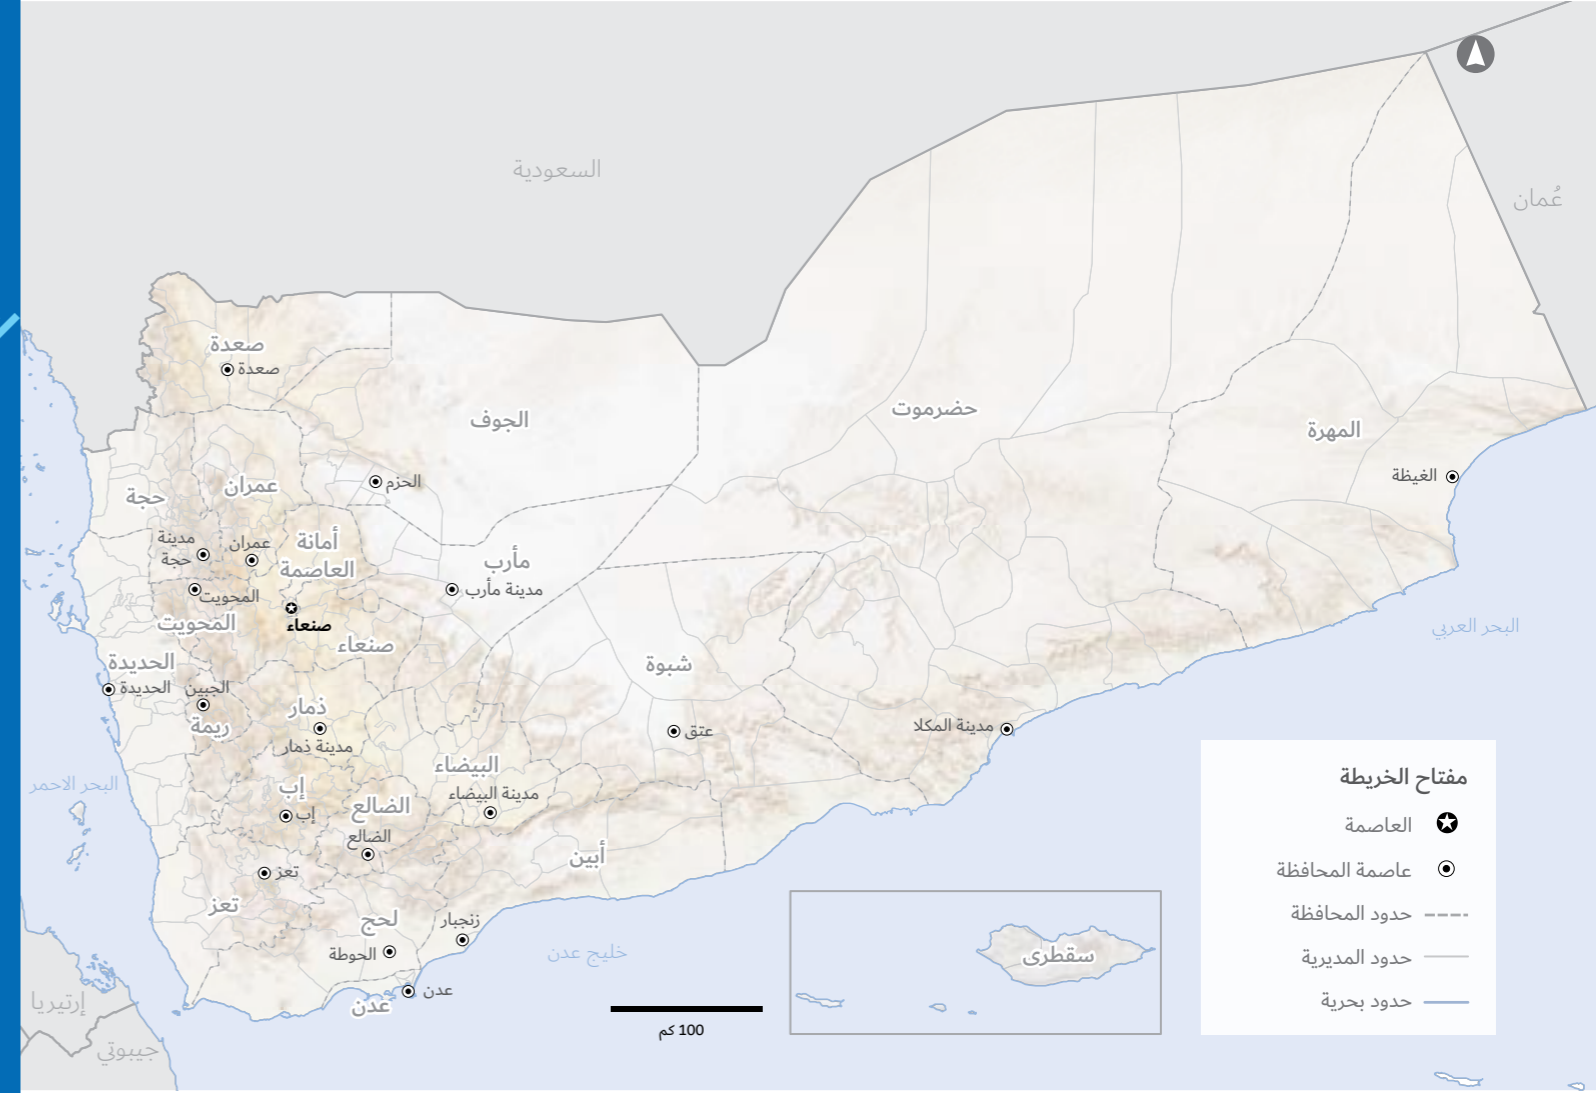 السعودية
عُمان
صعدة
صعدة
الجوف
حضرموت
المهرة
الغيظة
الحزم
حجة
عمران
مدينة
حجة
عمران
أمانة
العاصمة
مأرب
مدينة مأرب
المحويت
المحويت
صنعاء
صنعاء
البحر العربي
الحديدة
الحديدة
الجبين
ريمة
ذمار
مدينة ذمار
شبوة
عتق
مدينة المكلا
البحر الاحمر
البيضاء
مدينة البيضاء
إب
إب
الضالع
الضالع
أبين
تعز
تعز
لحج
الحوطة
زنجبار
خليج عدن
عدن
عدن
سقطرى
إرتيريا
جيبوتي
100 كم
مفتاح الخريطة
العاصمة
عاصمة المحافظة
حدود المحافظة
حدود المديرية
حدود بحرية